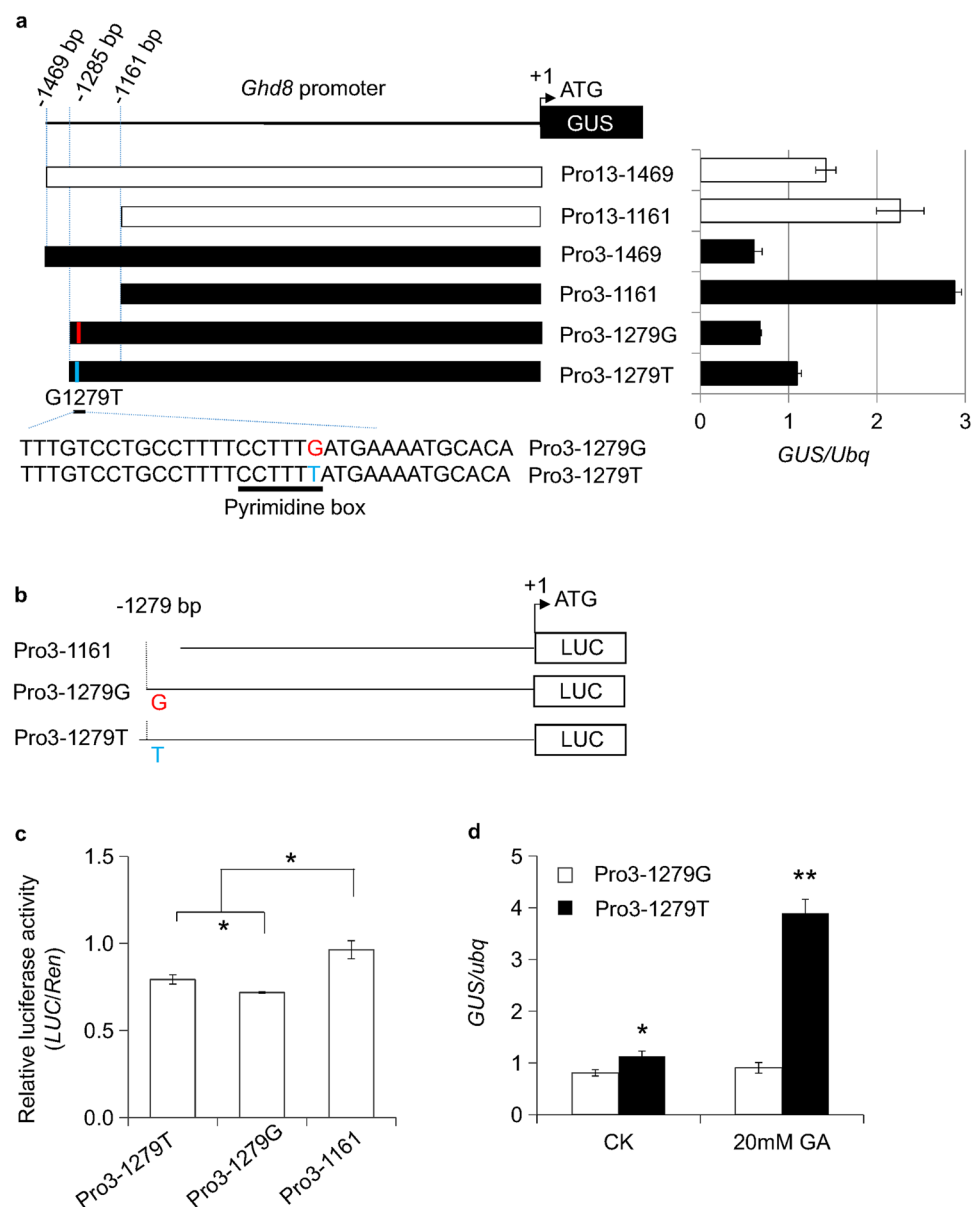 a
-1469 bp
-1285 bp
-1161 bp
Ghd8 promoter
+1
ATG
GUS
Pro13-1469
Pro13-1161
Pro3-1469
Pro3-1161
Pro3-1279G
Pro3-1279T
G1279T
0 1 2 3
GUS/Ubq
TTTGTCCTGCCTTTTCCTTTGATGAAAATGCACA Pro3-1279G
TTTGTCCTGCCTTTTCCTTTTATGAAAATGCACA Pro3-1279T
Pyrimidine box
b
-1279 bp
+1
ATG
Pro3-1161
LUC
Pro3-1279G
G
LUC
Pro3-1279T
T
LUC
c
Relative luciferase activity
(LUC/Ren)
1.5
1.0
0.5
0.0
*
*
Pro3-1279T
Pro3-1279G
Pro3-1161
d
GUS/ubq
5
4
3
2
1
0
Pro3-1279G
Pro3-1279T
*
**
CK
20mM GA